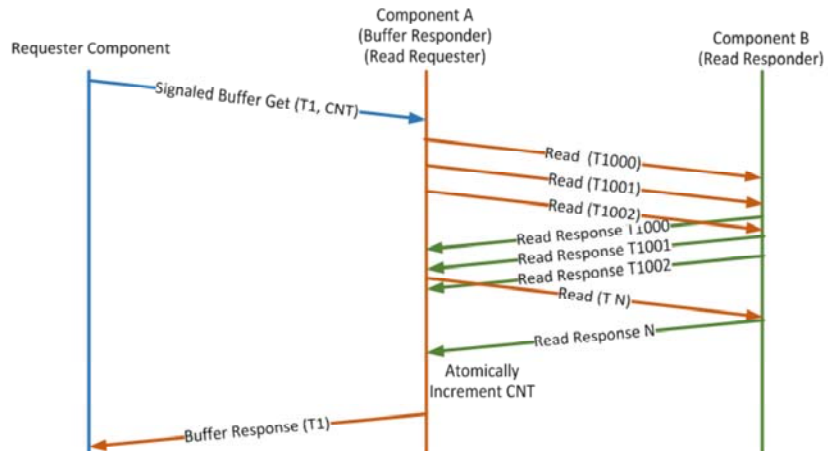 Requester Component
Component A
(Buffer Responder)
(Read Requester)
Component B
(Read Responder)
Signaled Buffer Get (T1, CNT)
Read (T1000)
Read (T1001)
Read (T1002)
Read Response T1000
Read Response T1001
Read Response T1002
Read (T N)
Read Response N
Atomically
Increment CNT
Buffer Response (T1)